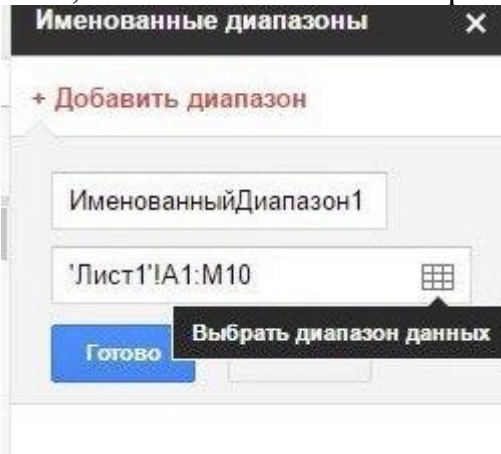 Именованные диапазоны ×
+ Добавить диапазон
ИменованныйДиапазон1
'Лист1'!A1:M10
Выбрать диапазон данных
Готово